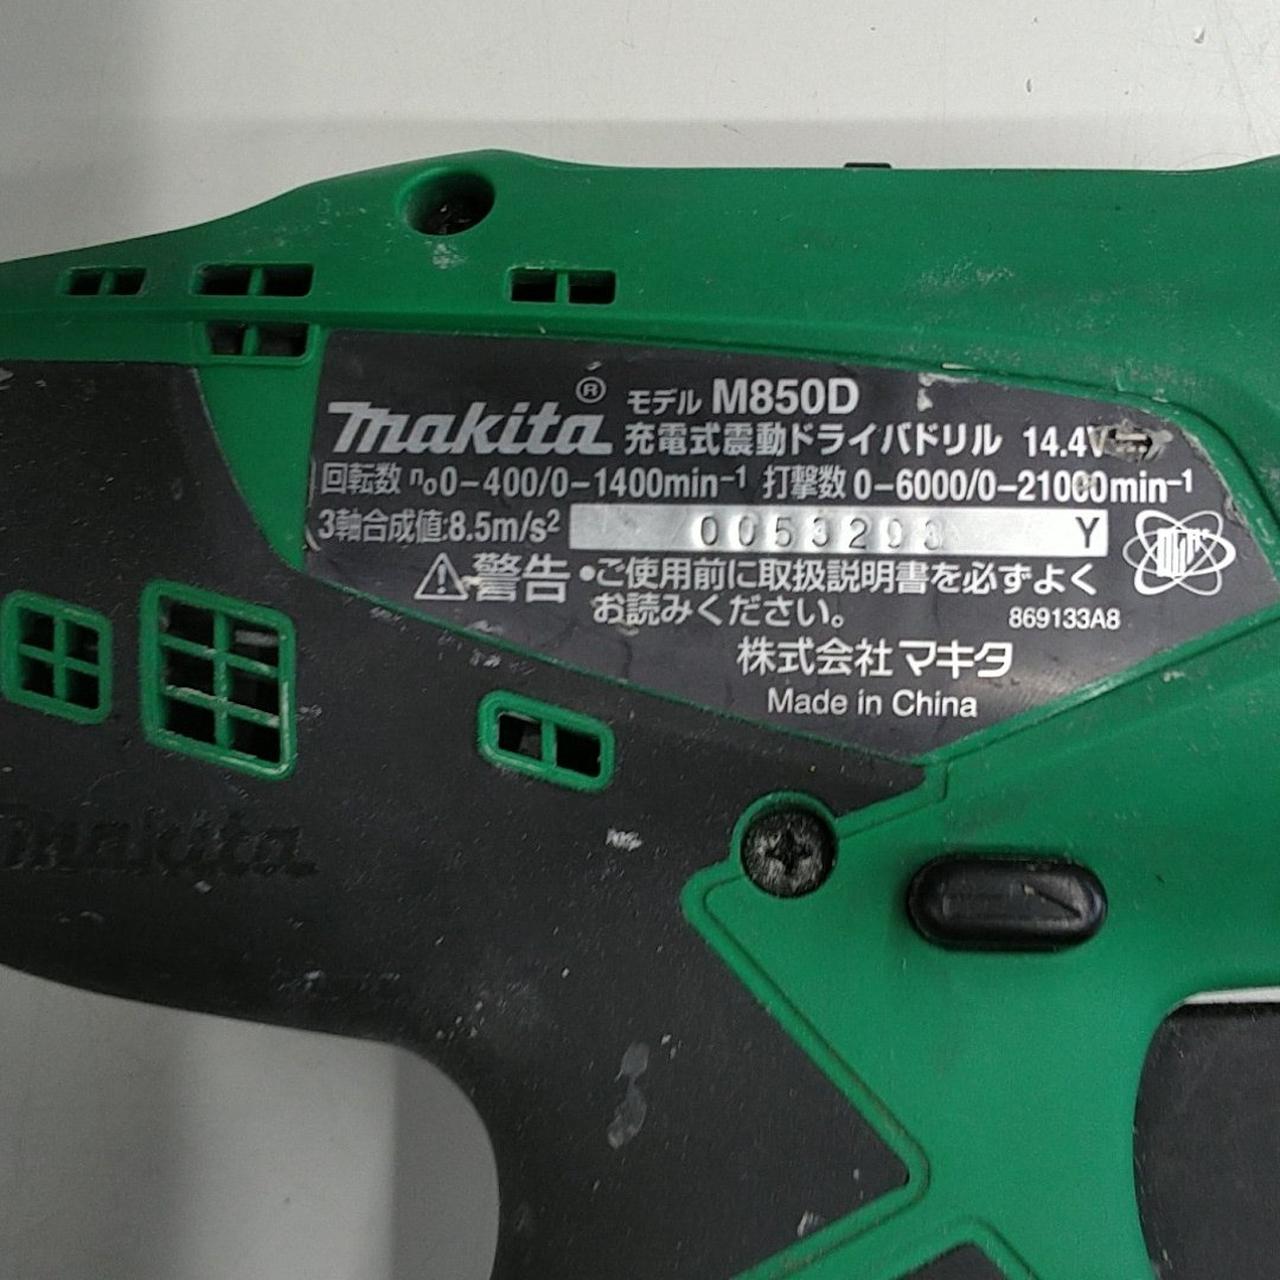 makita® モデル M850D
充電式震動ドライバドリル 14.4V⎓
回転数 n₀0-400/0-1400min⁻¹ 打撃数 0-6000/0-21000min⁻¹
3軸合成値:8.5m/s² 0053293 Y
⚠警告 •ご使用前に取扱説明書を必ずよく
お読みください。 869133A8
株式会社マキタ
Made in China
makita